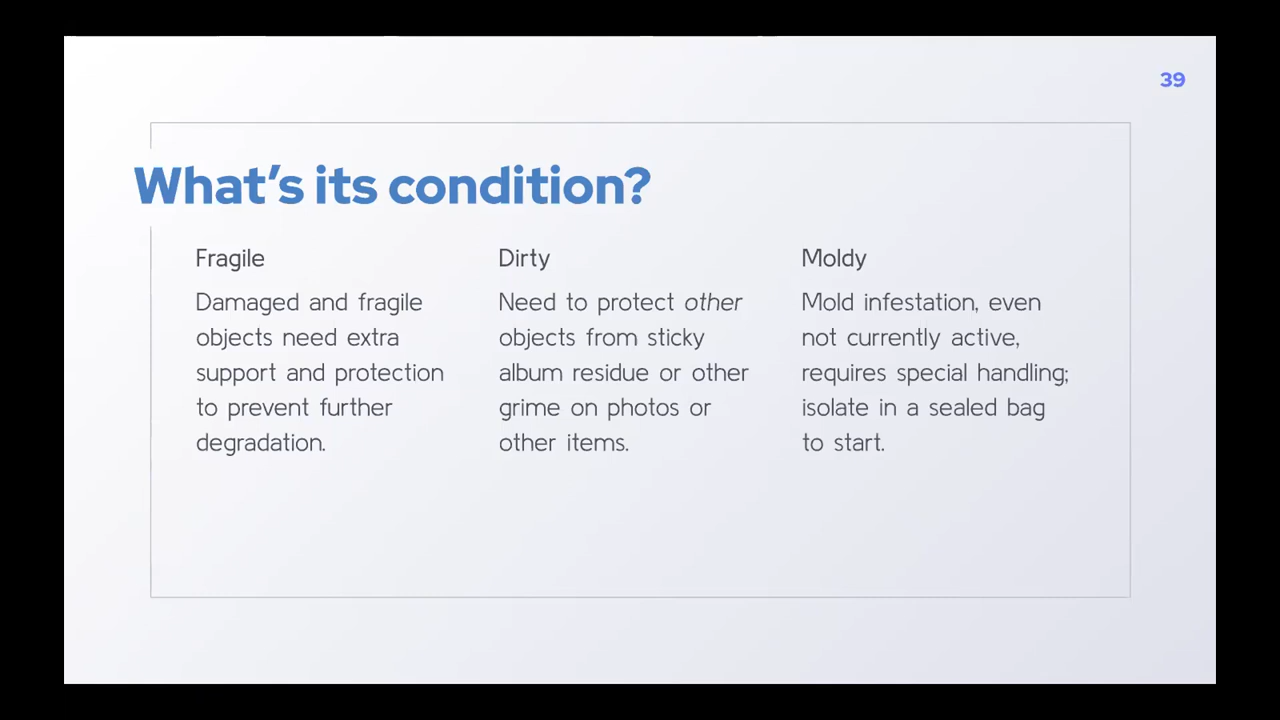 39
What’s its condition?
Fragile
Damaged and fragile
objects need extra
support and protection
to prevent further
degradation.
Dirty
Need to protect other
objects from sticky
album residue or other
grime on photos or
other items.
Moldy
Mold infestation, even
not currently active,
requires special handling;
isolate in a sealed bag
to start.